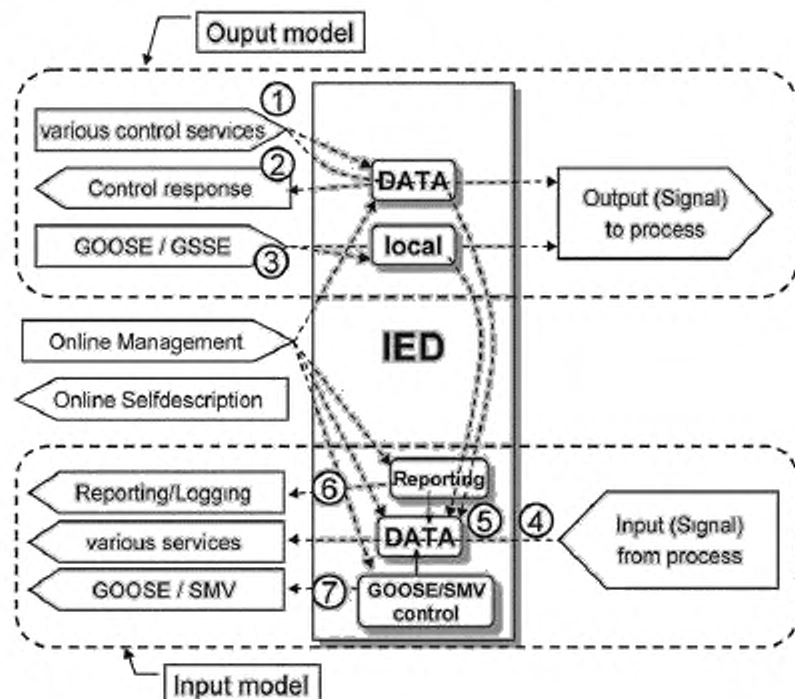 Ouput model
①
various control services
②
Control response
DATA
Output (Signal)
to process
GOOSE / GSSE
③
local
Online Management
IED
Online Selfdescription
Reporting
Reporting/Logging
⑥
⑤
④
Input (Signal)
from process
various services
DATA
GOOSE / SMV
⑦
GOOSE/SMV
control
Input model